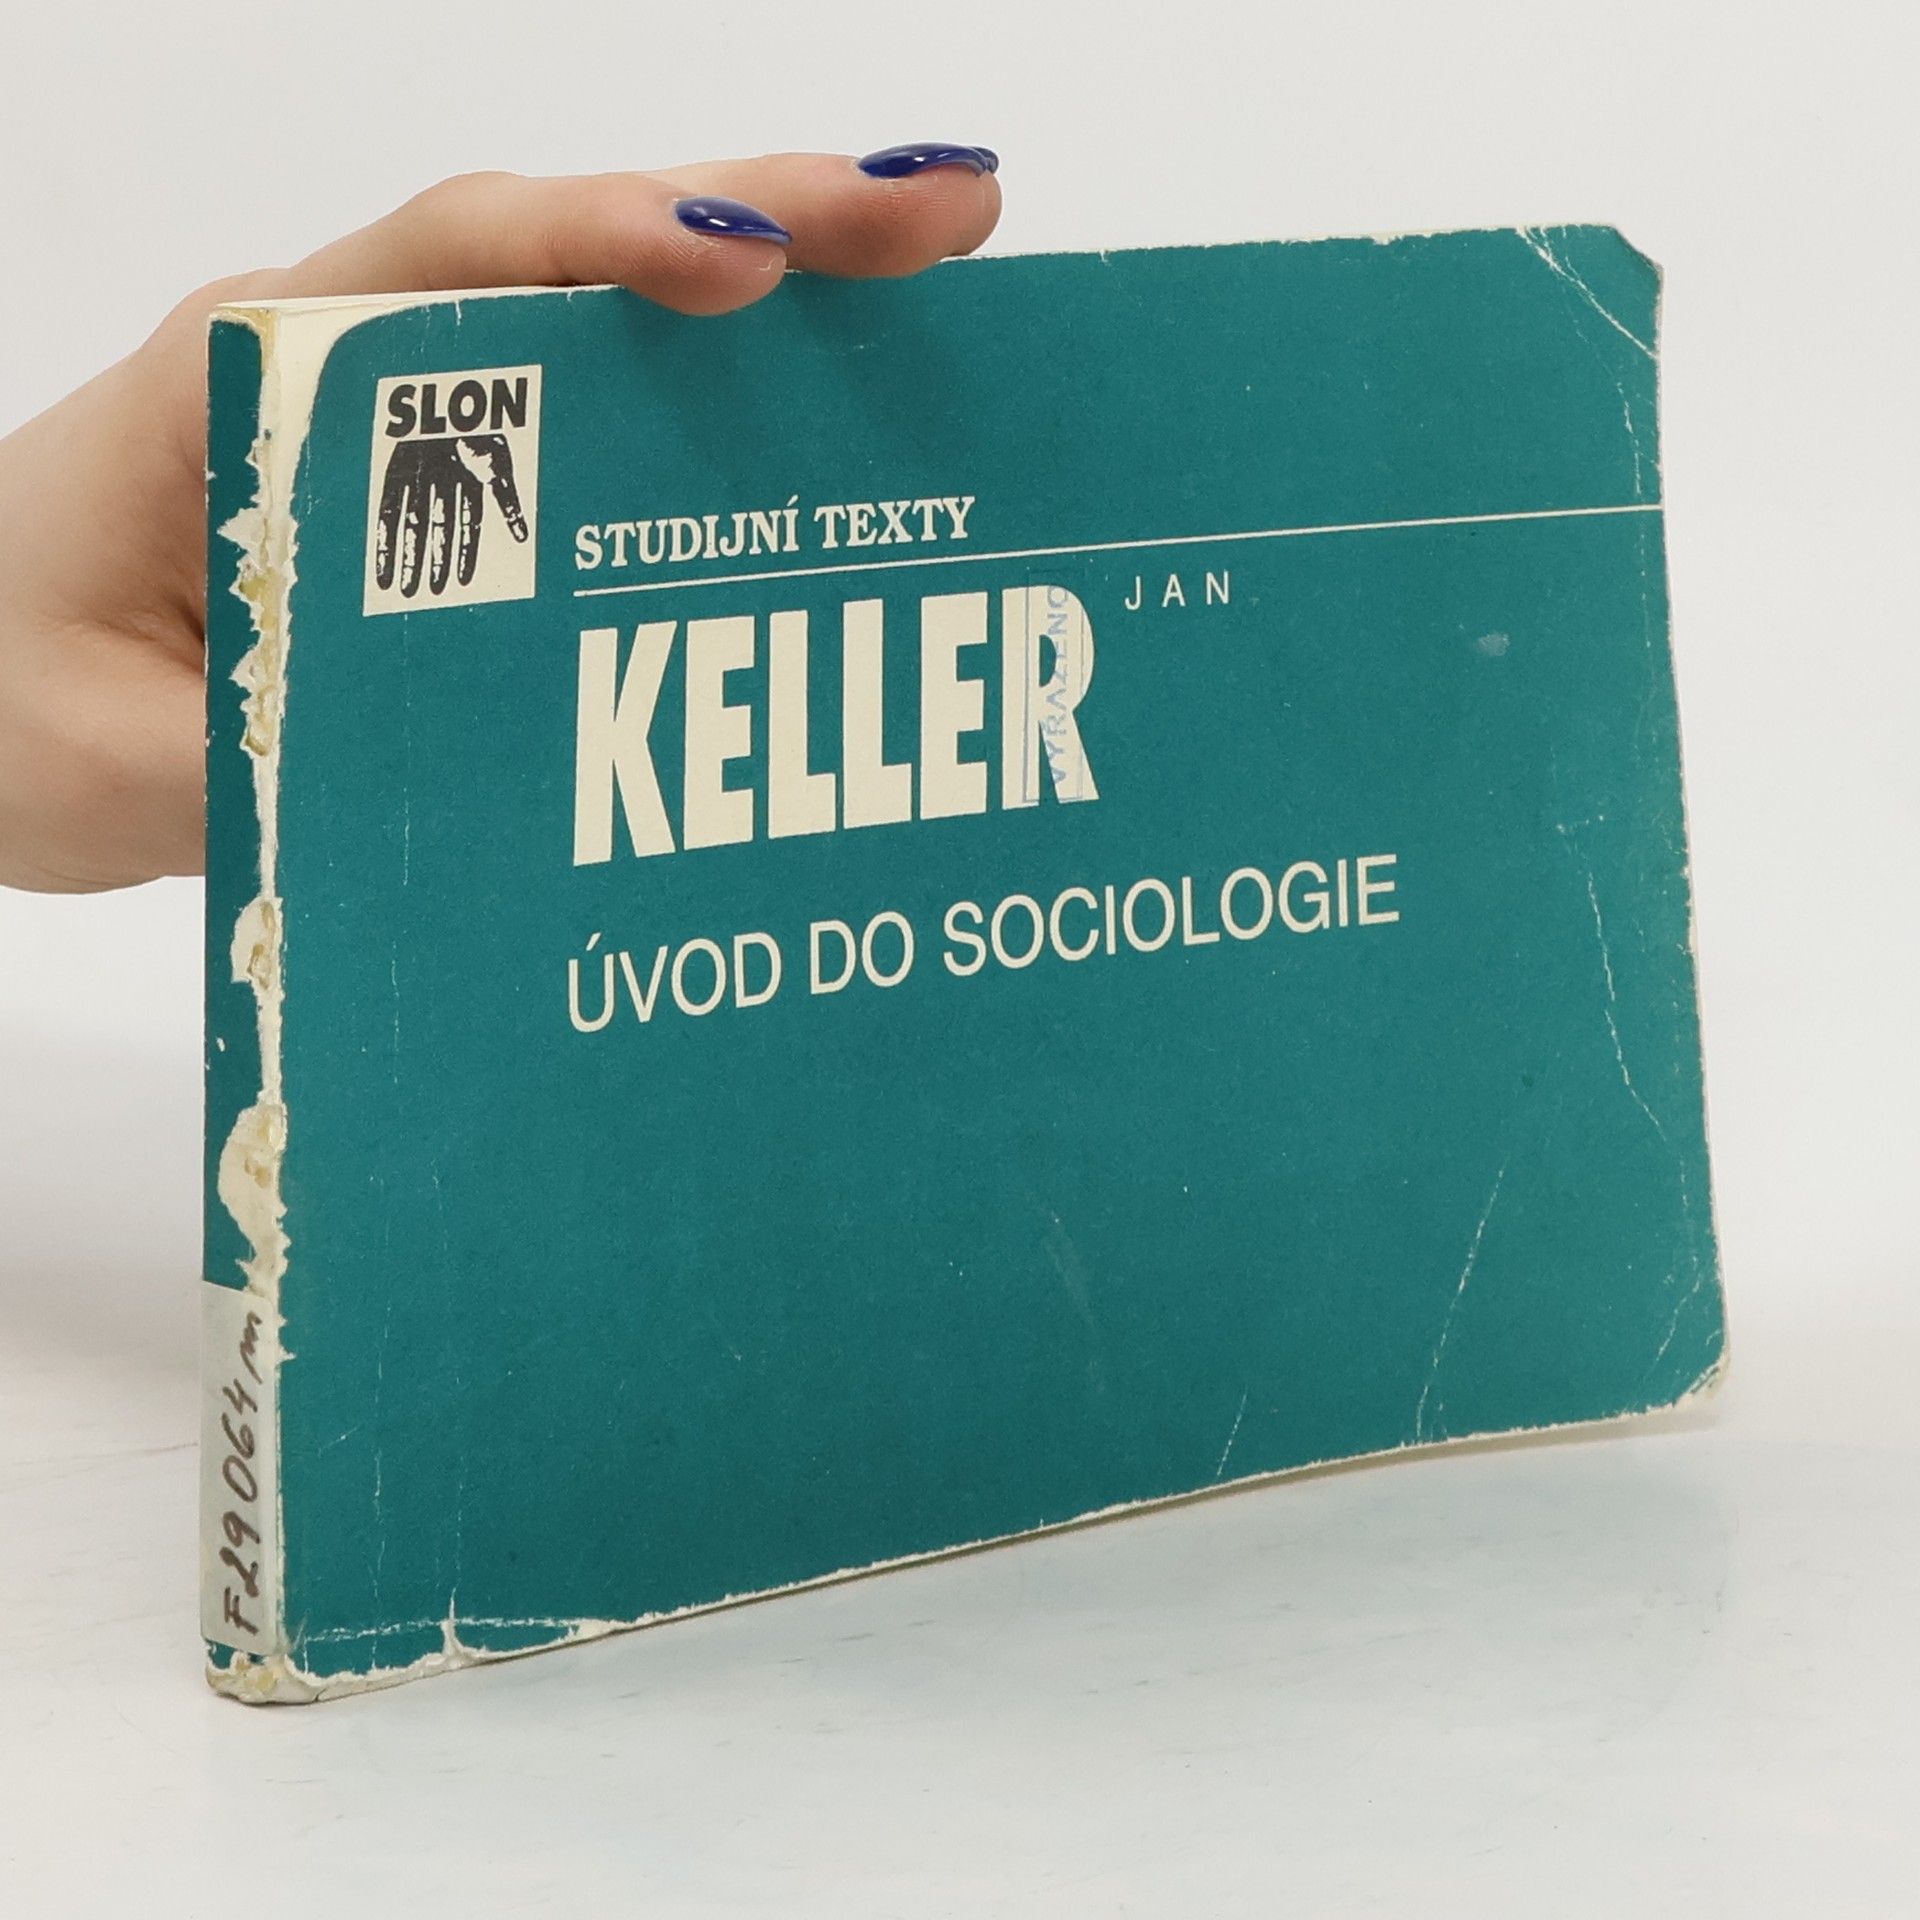 SLON
STUDIJNÍ TEXTY
JAN
KELLER
VYŘAZENO
ÚVOD DO SOCIOLOGIE
F29064m